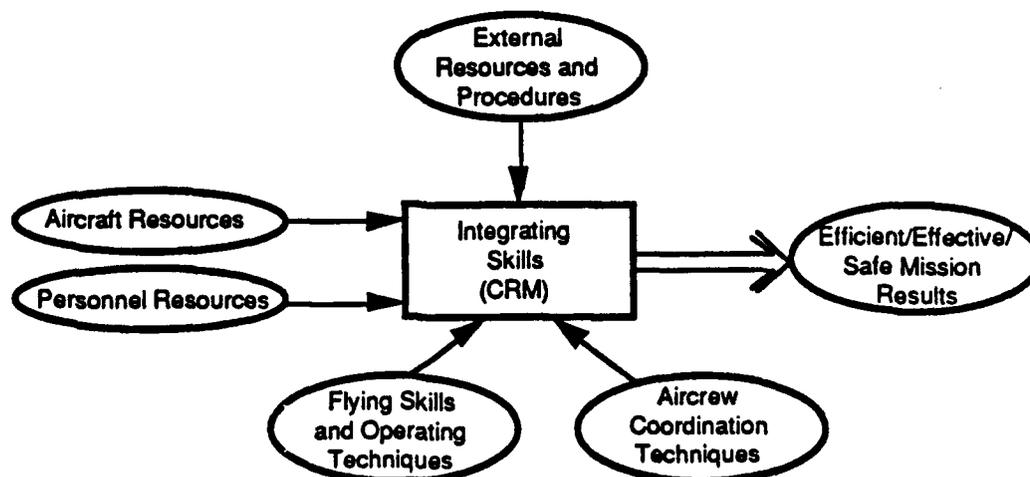 External
Resources and
Procedures
Aircraft Resources
Personnel Resources
Integrating
Skills
(CRM)
Efficient/Effective/
Safe Mission
Results
Flying Skills
and Operating
Techniques
Aircrew
Coordination
Techniques